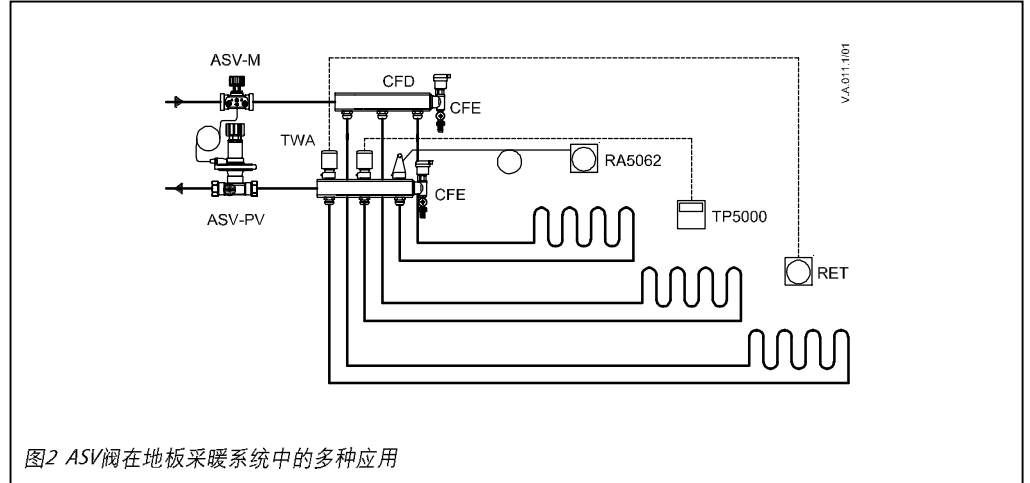 ASV-M
CFD
V.A.011.1/01
CFE
TWA
RA5062
CFE
ASV-PV
TP5000
RET
图2 ASV阀在地板采暖系统中的多种应用